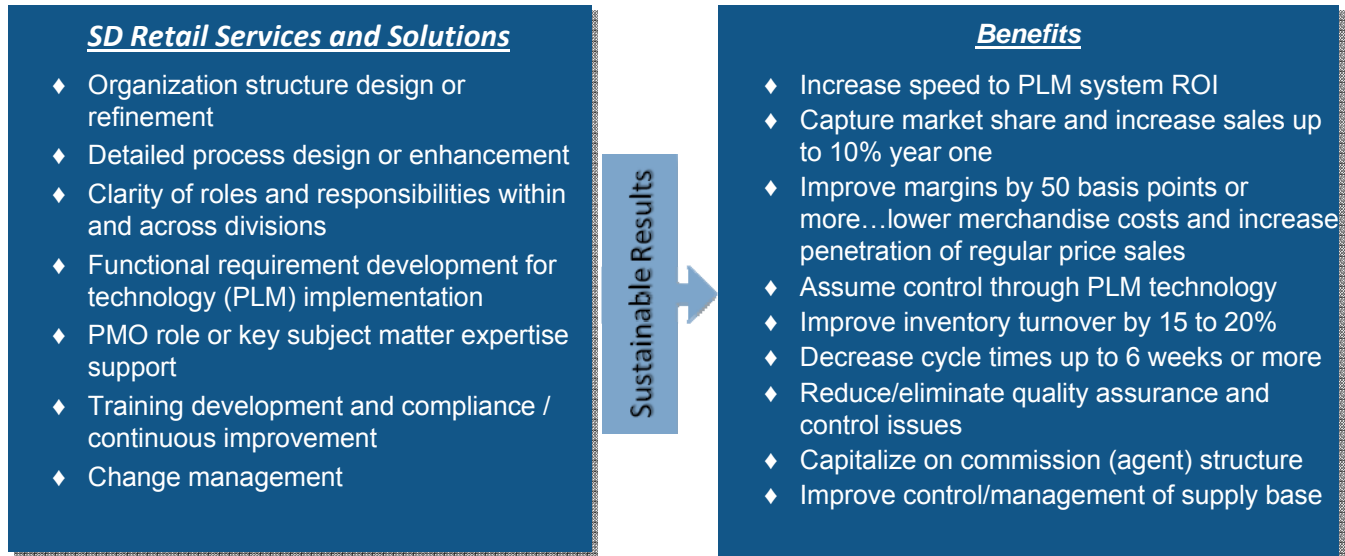 SD Retail Services and Solutions
♦ Organization structure design or
refinement
♦ Detailed process design or enhancement
♦ Clarity of roles and responsibilities within
and across divisions
♦ Functional requirement development for
technology (PLM) implementation
♦ PMO role or key subject matter expertise
support
♦ Training development and compliance /
continuous improvement
♦ Change management
Sustainable Results
Benefits
♦ Increase speed to PLM system ROI
♦ Capture market share and increase sales up
to 10% year one
♦ Improve margins by 50 basis points or
more…lower merchandise costs and increase
penetration of regular price sales
♦ Assume control through PLM technology
♦ Improve inventory turnover by 15 to 20%
♦ Decrease cycle times up to 6 weeks or more
♦ Reduce/eliminate quality assurance and
control issues
♦ Capitalize on commission (agent) structure
♦ Improve control/management of supply base